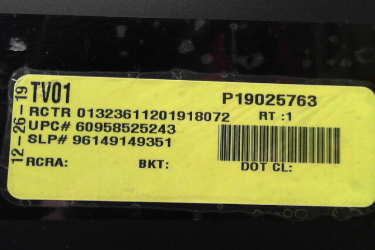 12-26-19
TV01 P19025763
RCTR 01323611201918072 RT :1
UPC# 60958525243
SLP# 96149149351
RCRA: BKT: DOT CL: